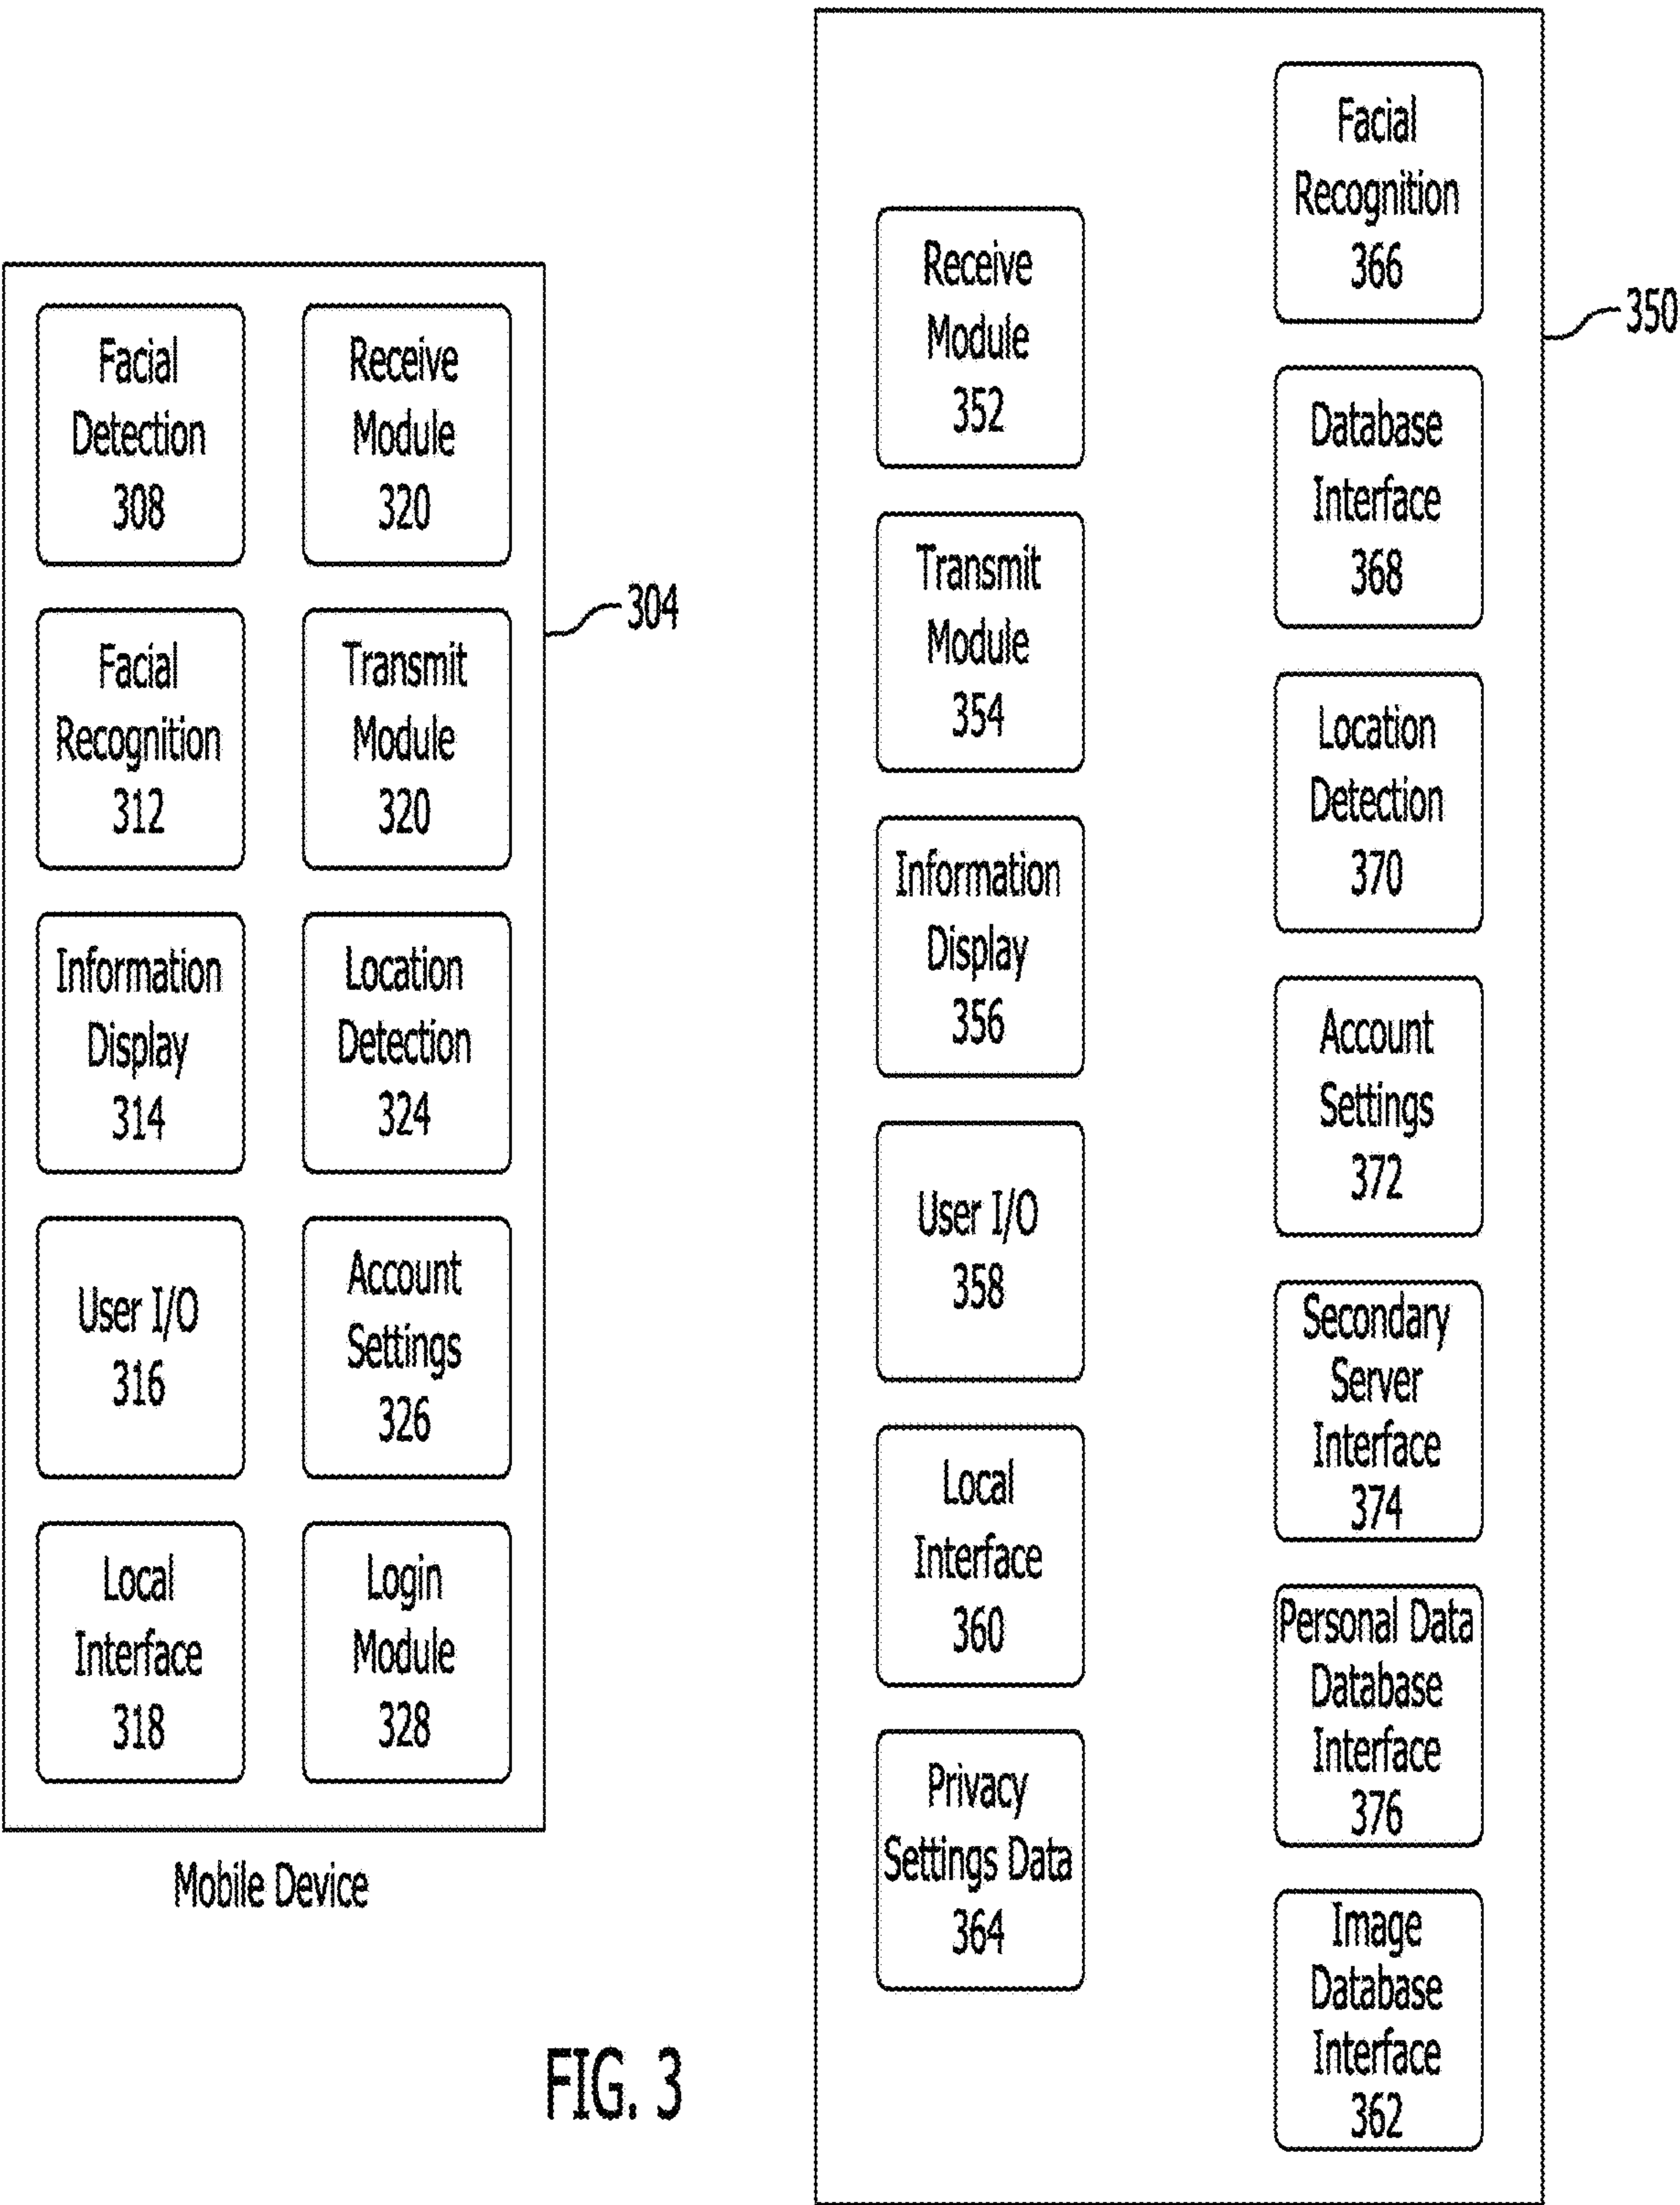 Facial
Detection
308
Receive
Module
320
Facial
Recognition
312
Transmit
Module
320
304
Information
Display
314
Location
Detection
324
User I/O
316
Account
Settings
326
Local
Interface
318
Login
Module
328
Mobile Device
Receive
Module
352
Transmit
Module
354
Information
Display
356
User I/O
358
Local
Interface
360
Privacy
Settings Data
364
Facial
Recognition
366
350
Database
Interface
368
Location
Detection
370
Account
Settings
372
Secondary
Server
Interface
374
Personal Data
Database
Interface
376
Image
Database
Interface
362
FIG. 3